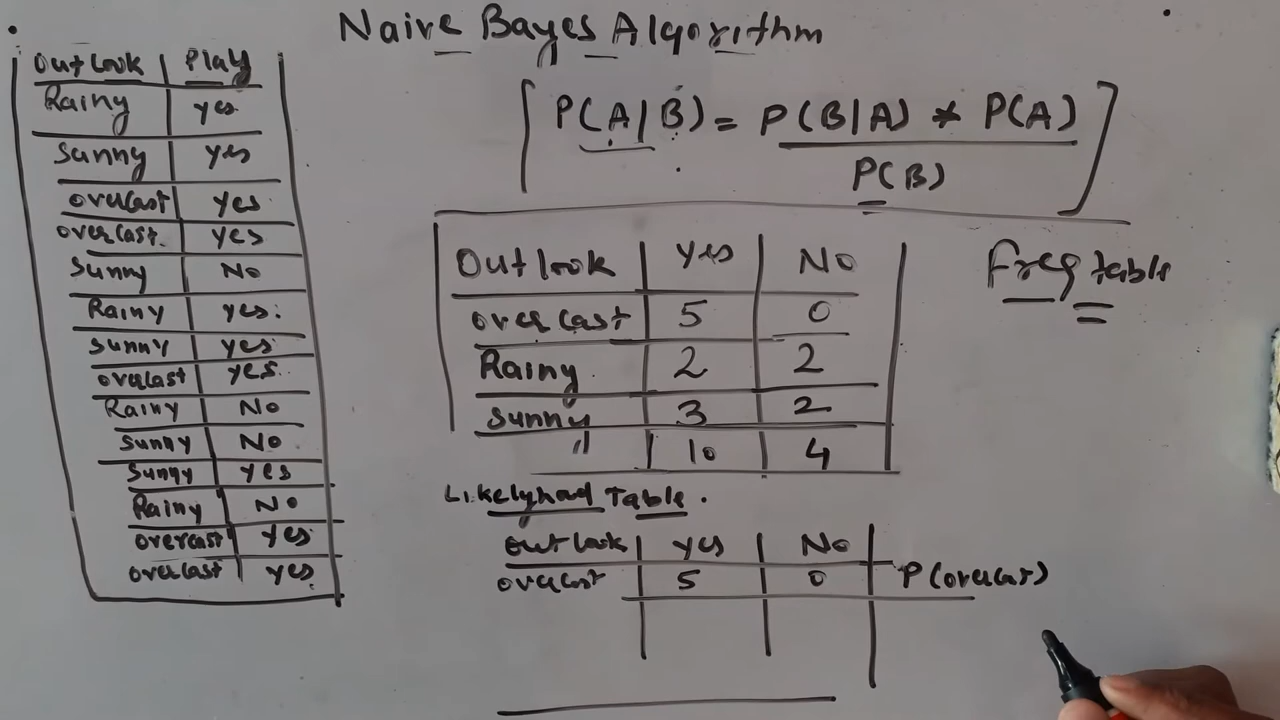 Naive Bayes Algorithm
Outlook | Play
Rainy | yes
Sunny | yes
overcast | yes
overcast | yes
Sunny | No
Rainy | yes
Sunny | yes
overcast | yes
Rainy | No
Sunny | No
Sunny | yes
Rainy | No
overcast | yes
overcast | yes
P(A|B) = P(B|A) * P(A)
P(B)
Outlook | yes | No
overcast | 5 | 0
Rainy | 2 | 2
Sunny | 3 | 2
" | 10 | 4
Freq table
Likelyhood Table.
outlook | yes | No
overcast | 5 | 0 | P(overcast)